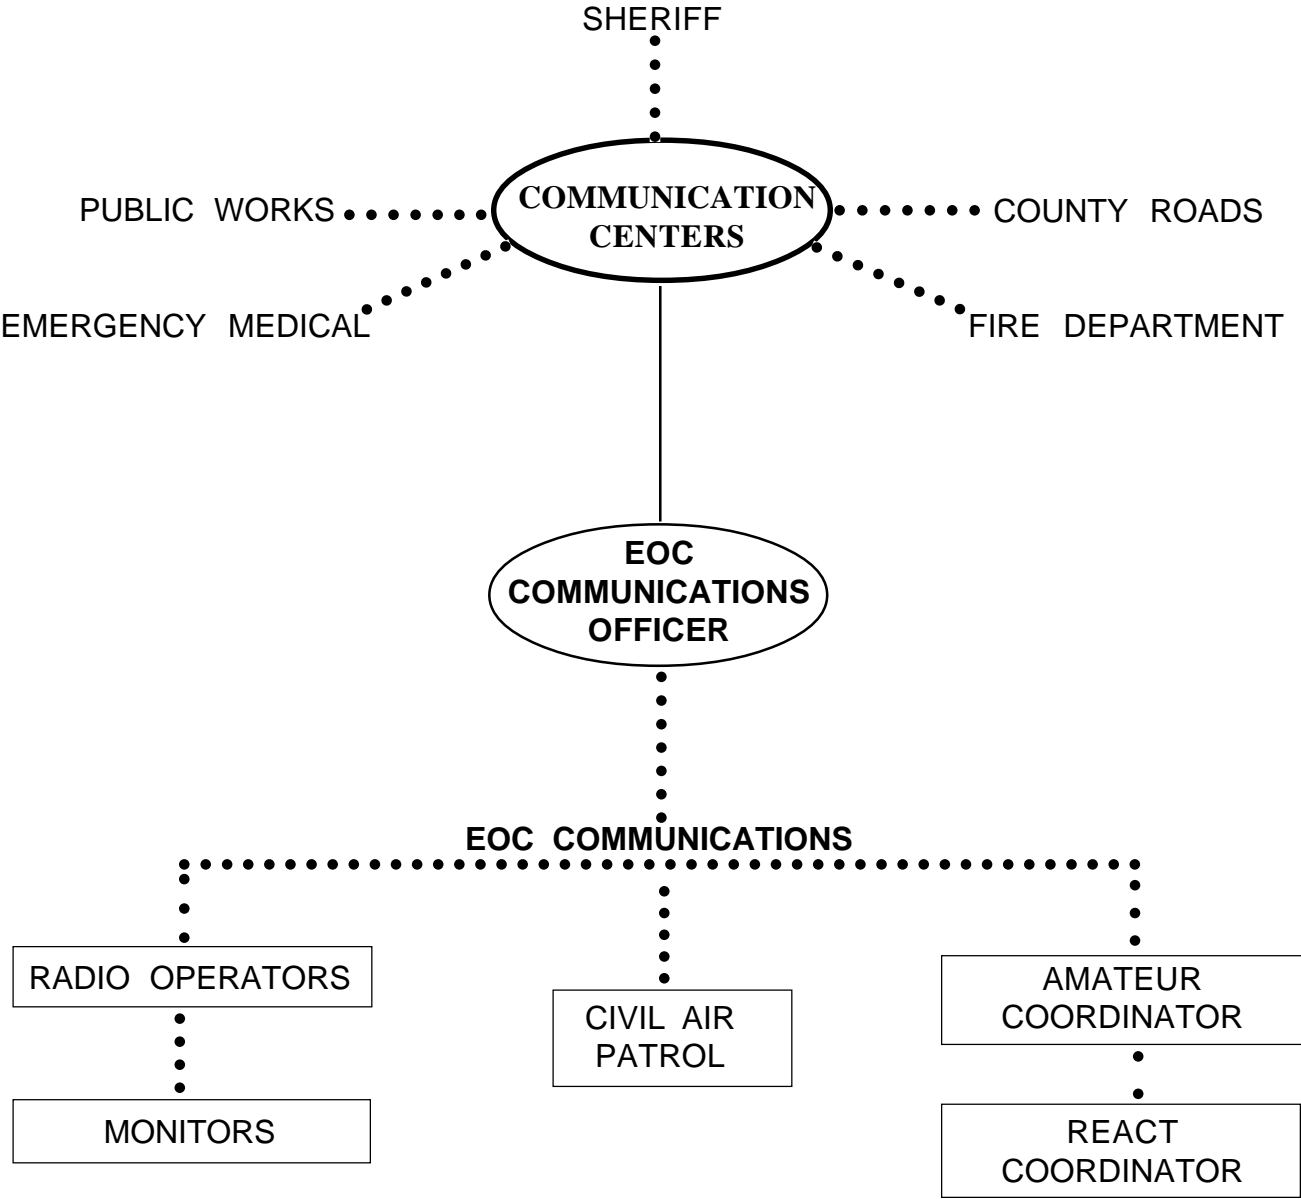 SHERIFF
PUBLIC WORKS
COMMUNICATION
CENTERS
COUNTY ROADS
EMERGENCY MEDICAL
FIRE DEPARTMENT
EOC
COMMUNICATIONS
OFFICER
EOC COMMUNICATIONS
RADIO OPERATORS
MONITORS
CIVIL AIR
PATROL
AMATEUR
COORDINATOR
REACT
COORDINATOR